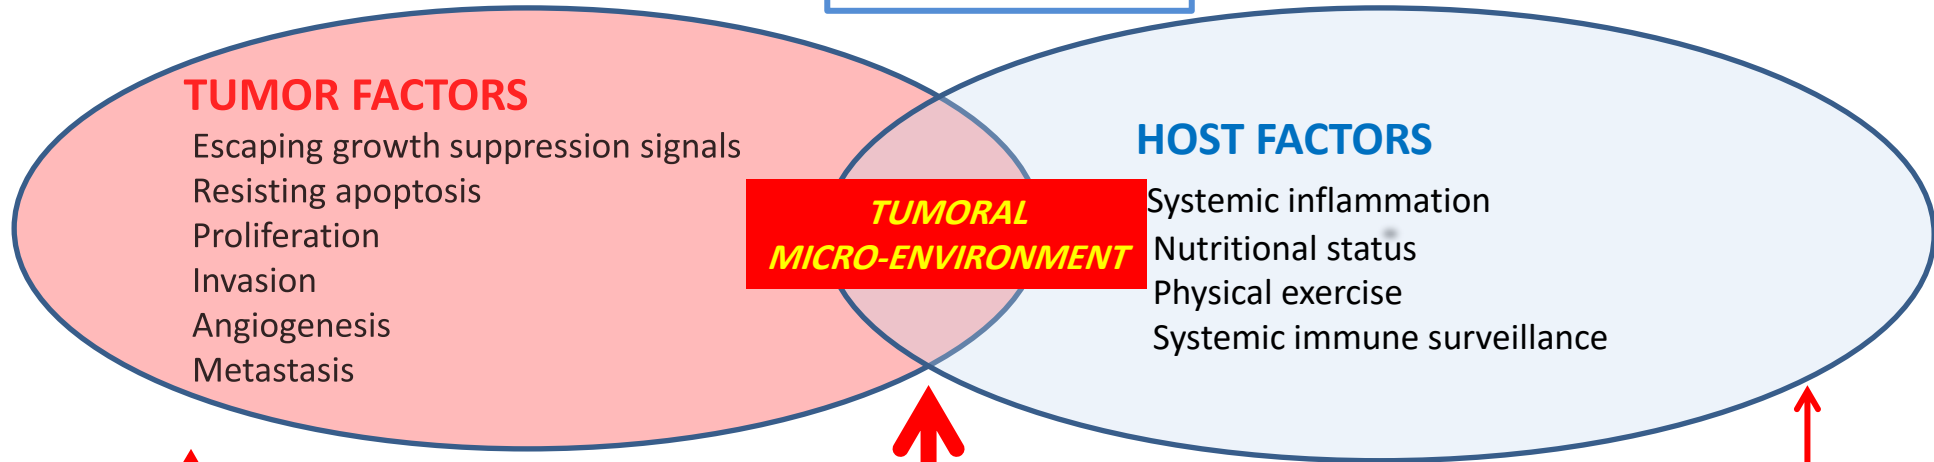 TUMOR FACTORS
Escaping growth suppression signals
Resisting apoptosis
Proliferation
Invasion
Angiogenesis
Metastasis
TUMORAL
MICRO-ENVIRONMENT
HOST FACTORS
Systemic inflammation
Nutritional status
Physical exercise
Systemic immune surveillance